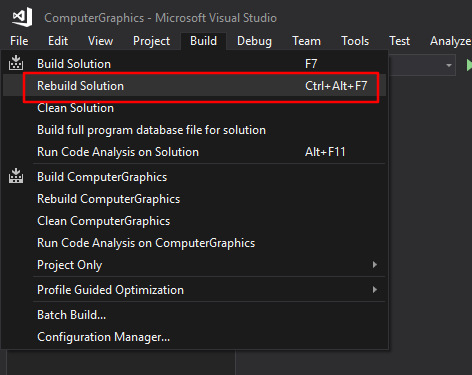 ComputerGraphics - Microsoft Visual Studio
File Edit View Project Build Debug Team Tools Test Analyze
Build Solution F7
Rebuild Solution Ctrl+Alt+F7
Clean Solution
Build full program database file for solution
Run Code Analysis on Solution Alt+F11
Build ComputerGraphics
Rebuild ComputerGraphics
Clean ComputerGraphics
Run Code Analysis on ComputerGraphics
Project Only
Profile Guided Optimization
Batch Build...
Configuration Manager...